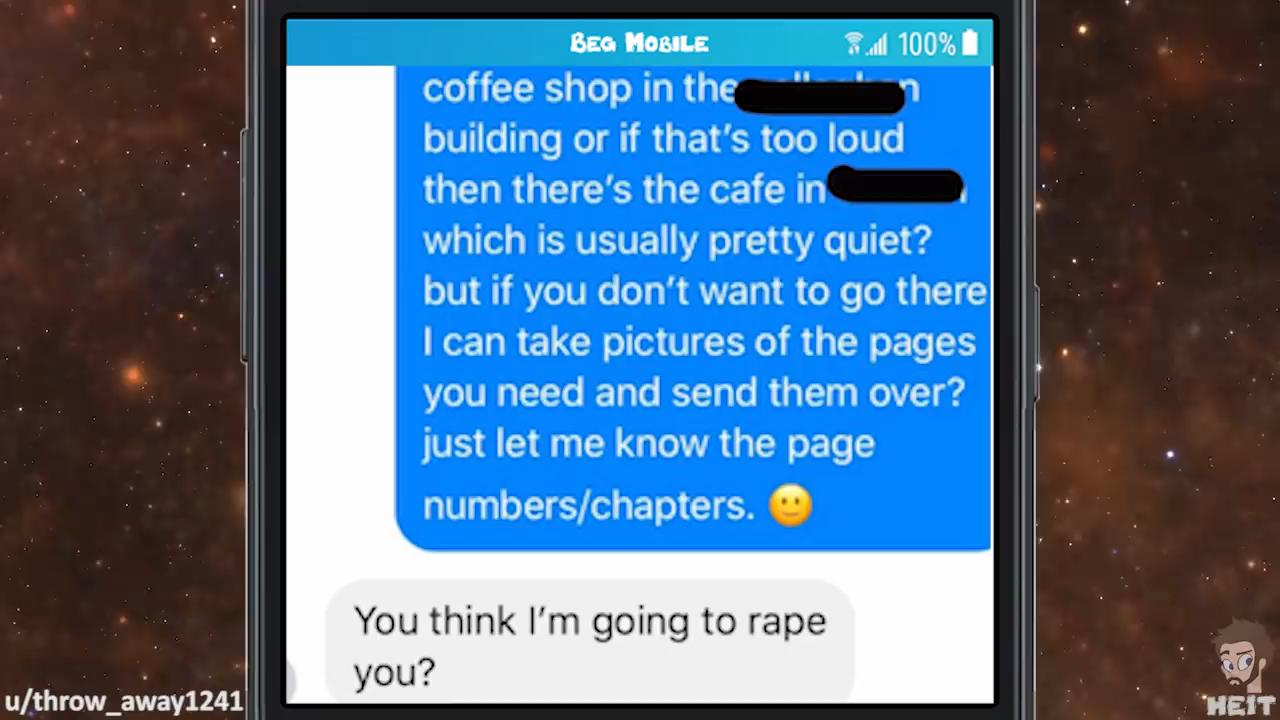 BEG MOBILE
100%
coffee shop in the
building or if that's too loud
then there's the cafe in
which is usually pretty quiet?
but if you don't want to go there
I can take pictures of the pages
you need and send them over?
just let me know the page
numbers/chapters. 🙂
You think I'm going to rape
you?
u/throw_away1241
HEIT